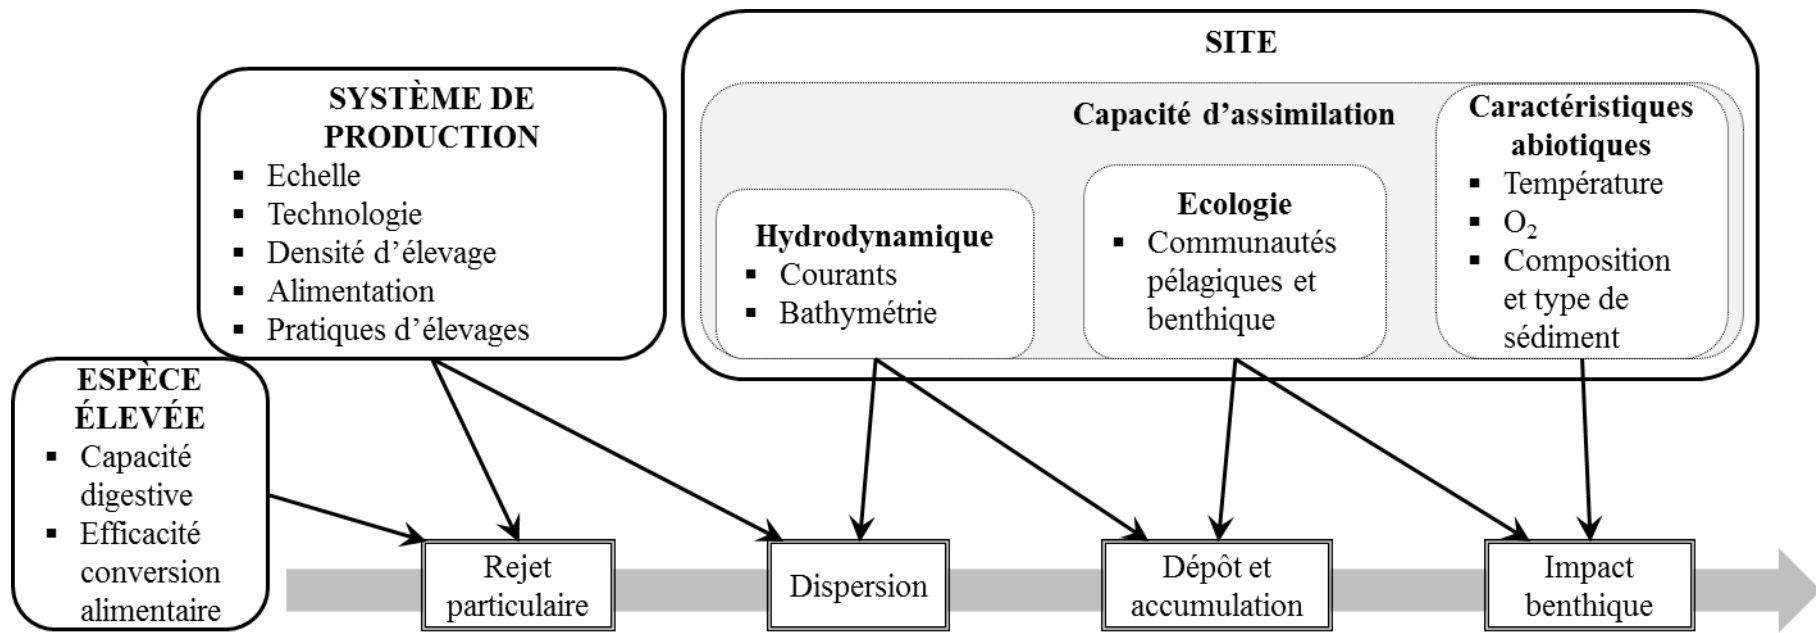 SITE
SYSTÈME DE
PRODUCTION
▪ Echelle
▪ Technologie
▪ Densité d’élevage
▪ Alimentation
▪ Pratiques d’élevages
Capacité d’assimilation
Hydrodynamique
▪ Courants
▪ Bathymétrie
Ecologie
▪ Communautés
pélagiques et
benthique
Caractéristiques
abiotiques
▪ Température
▪ O₂
▪ Composition
et type de
sédiment
ESPÈCE
ÉLEVÉE
▪ Capacité
digestive
▪ Efficacité
conversion
alimentaire
Rejet
particulaire
Dispersion
Dépôt et
accumulation
Impact
benthique